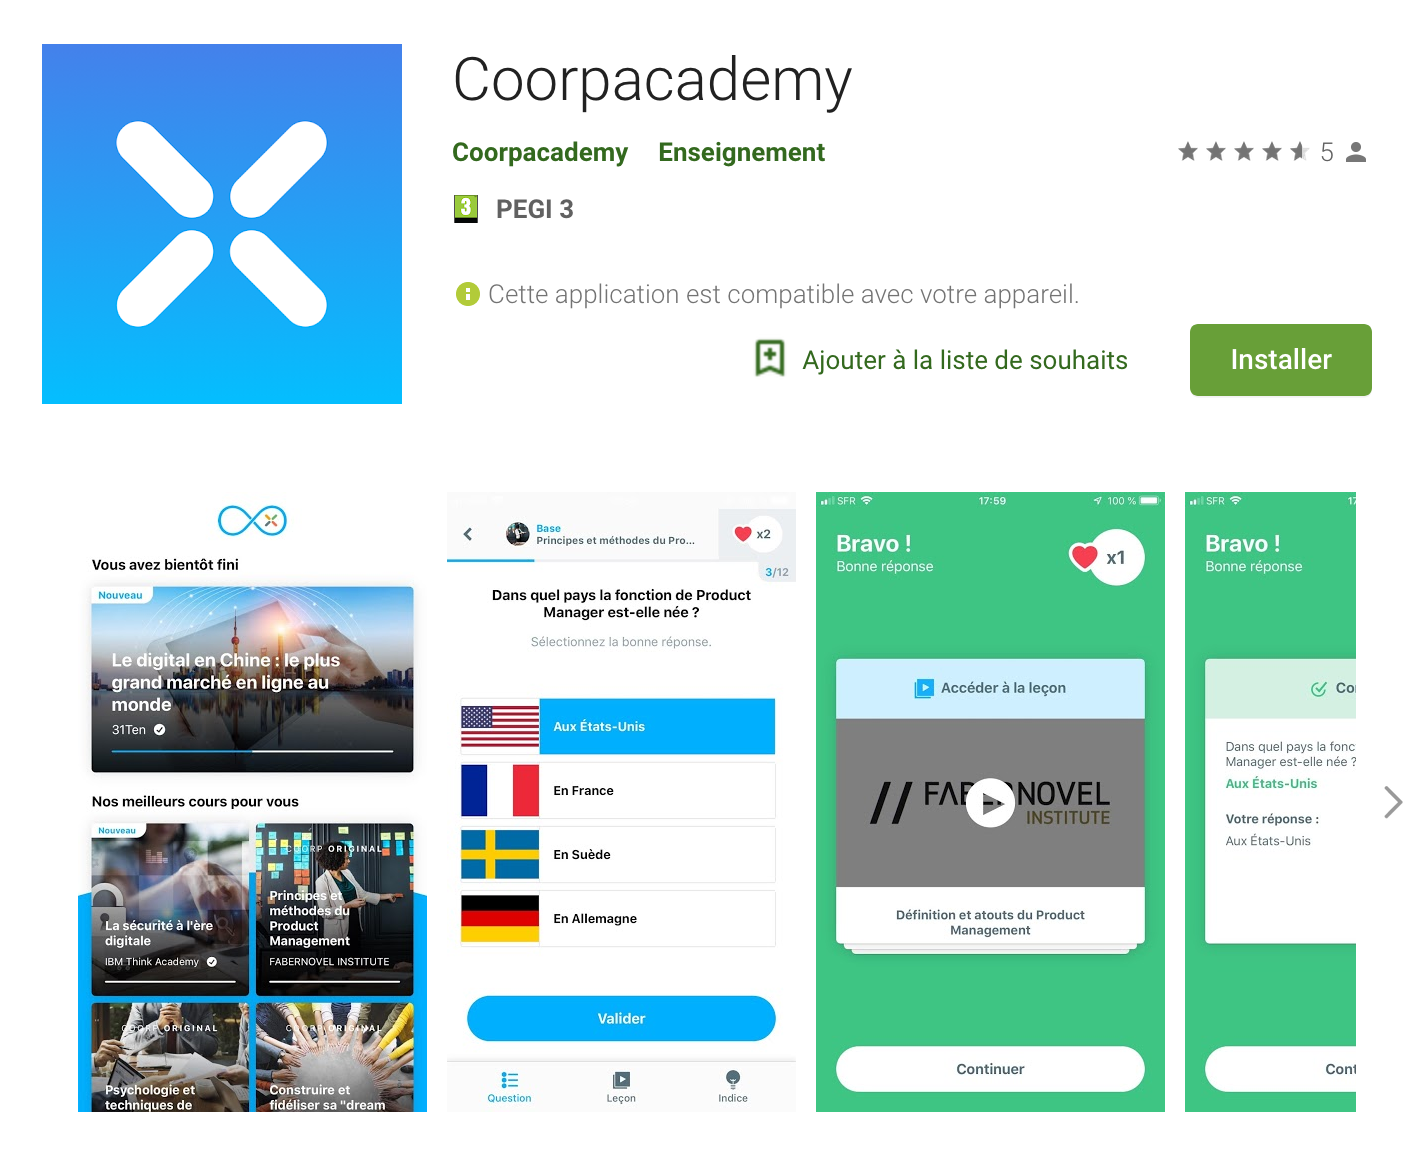 Coorpacademy
Coorpacademy Enseignement
5
3 PEGI 3
Cette application est compatible avec votre appareil.
Ajouter à la liste de souhaits
Installer
Vous avez bientôt fini
Nouveau
Le digital en Chine : le plus
grand marché en ligne au
monde
31Ten
Nos meilleurs cours pour vous
Nouveau
La sécurité à l'ère
digitale
IBM Think Academy
COORP ORIGINAL
Principes et
méthodes du
Product
Management
FABERNOVEL INSTITUTE
COORP ORIGINAL
Psychologie et
techniques de
COORP ORIGINAL
Construire et
fidéliser sa "dream
Base
Principes et méthodes du Pro...
x2
3/12
Dans quel pays la fonction de Product
Manager est-elle née ?
Sélectionnez la bonne réponse.
Aux États-Unis
En France
En Suède
En Allemagne
Valider
Question
Leçon
Indice
SFR 17:59 100 %
Bravo !
Bonne réponse
x1
Accéder à la leçon
// FABERNOVEL
INSTITUTE
Définition et atouts du Product
Management
Continuer
SFR 17
Bravo !
Bonne réponse
Cor
Dans quel pays la fonc
Manager est-elle née ?
Aux États-Unis
Votre réponse :
Aux États-Unis
Cont